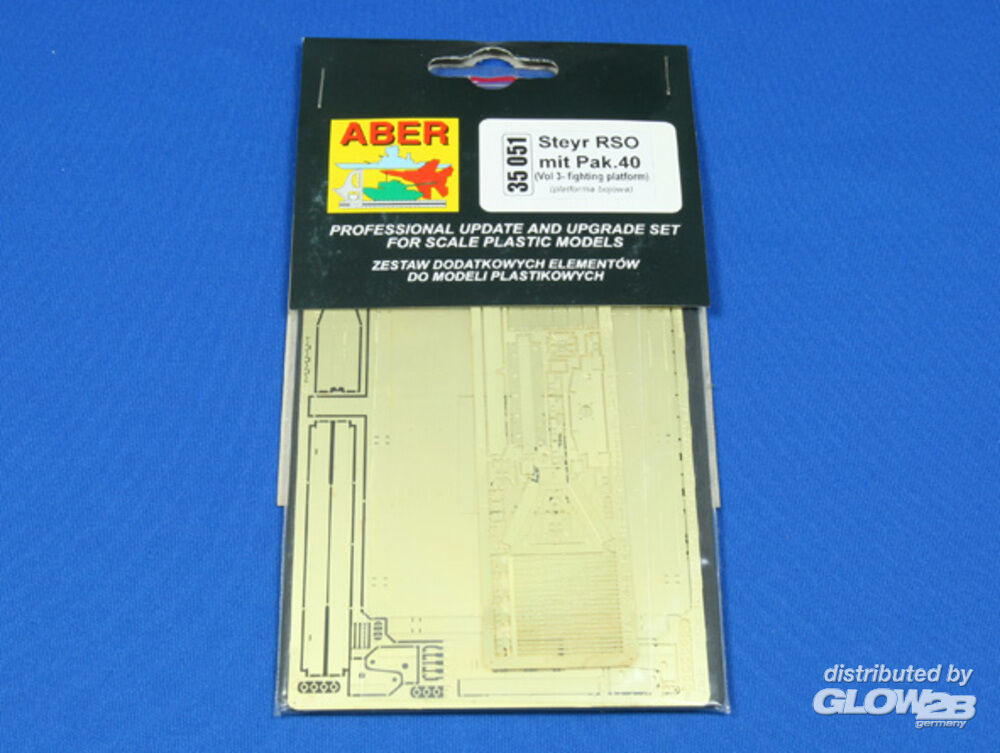 ABER
35 051
Steyr RSO
mit Pak.40
(Vol 3- fighting platform)
(platforma bojowa)
PROFESSIONAL UPDATE AND UPGRADE SET
FOR SCALE PLASTIC MODELS
ZESTAW DODATKOWYCH ELEMENTÓW
DO MODELI PLASTIKOWYCH
distributed by
GLOW2B
germany